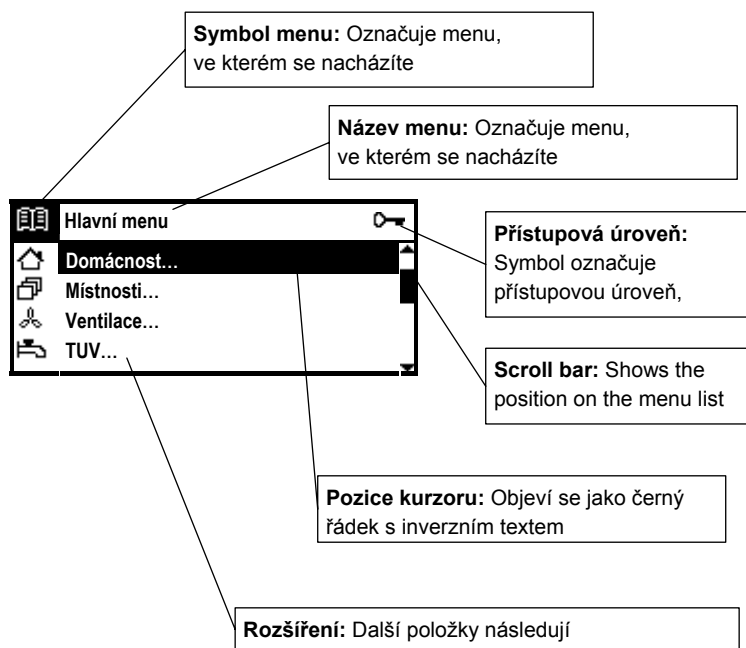 Symbol menu: Označuje menu,
ve kterém se nacházíte
Název menu: Označuje menu,
ve kterém se nacházíte
Hlavní menu
Domácnost…
Místnosti…
Ventilace…
TUV…
Přístupová úroveň:
Symbol označuje
přístupovou úroveň,
Scroll bar: Shows the
position on the menu list
Pozice kurzoru: Objeví se jako černý
řádek s inverzním textem
Rozšíření: Další položky následují